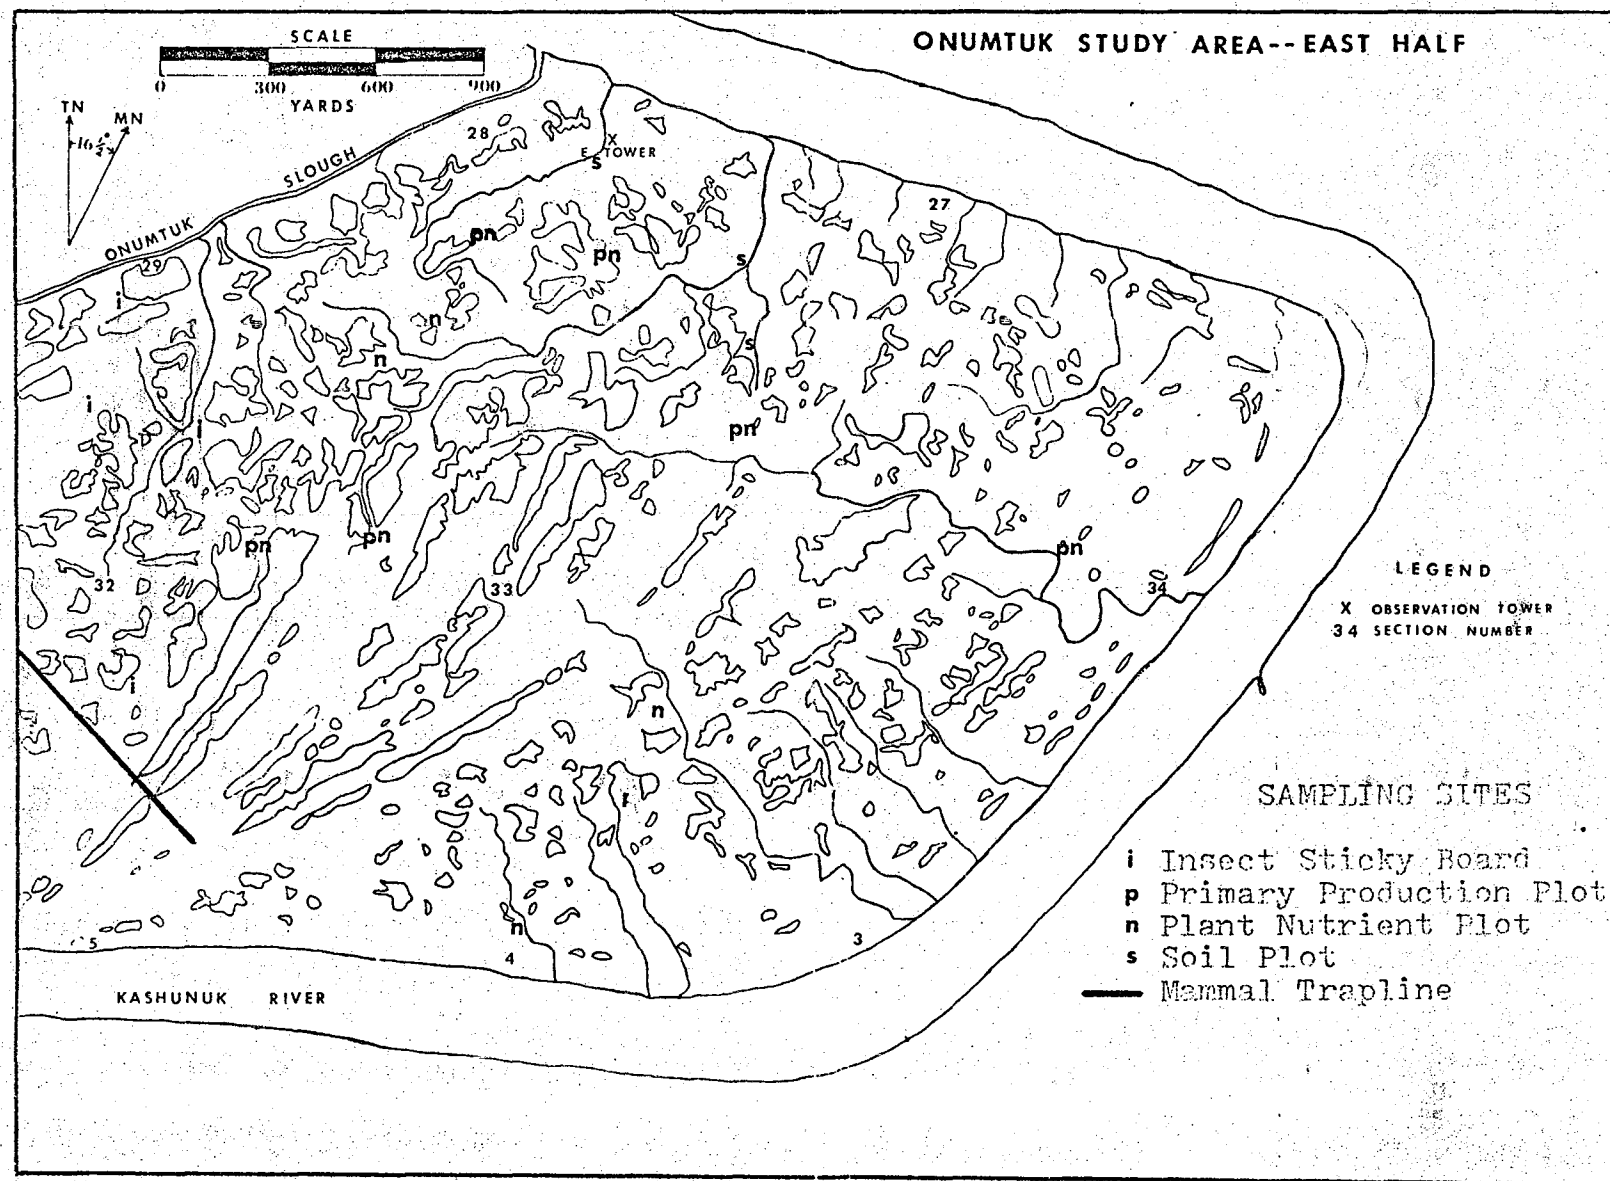 ONUMTUK STUDY AREA--EAST HALF
SCALE
0 300 600 900
YARDS
TN
MN
16½°
28
X
E TOWER
s
SLOUGH
27
ONUMTUK
pn
pn
s
29
i
n
s
n
i
pn
i
pn
pn
pn
32
33
34
LEGEND
X OBSERVATION TOWER
34 SECTION NUMBER
i
n
SAMPLING SITES
i
i Insect Sticky Board
p Primary Production Plot
n Plant Nutrient Plot
s Soil Plot
Mammal Trapline
n
5
4
3
KASHUNUK RIVER